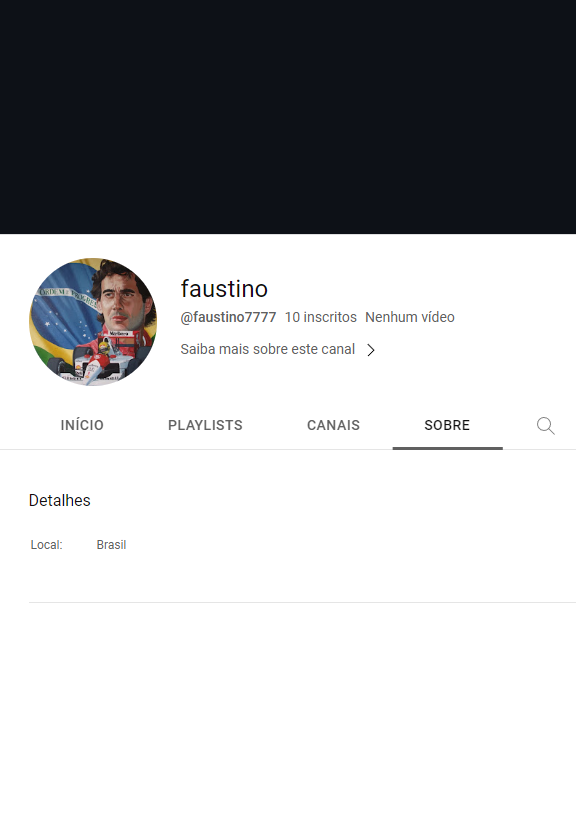 faustino
@faustino7777 10 inscritos Nenhum vídeo
Saiba mais sobre este canal
INÍCIO PLAYLISTS CANAIS SOBRE
Detalhes
Local: Brasil